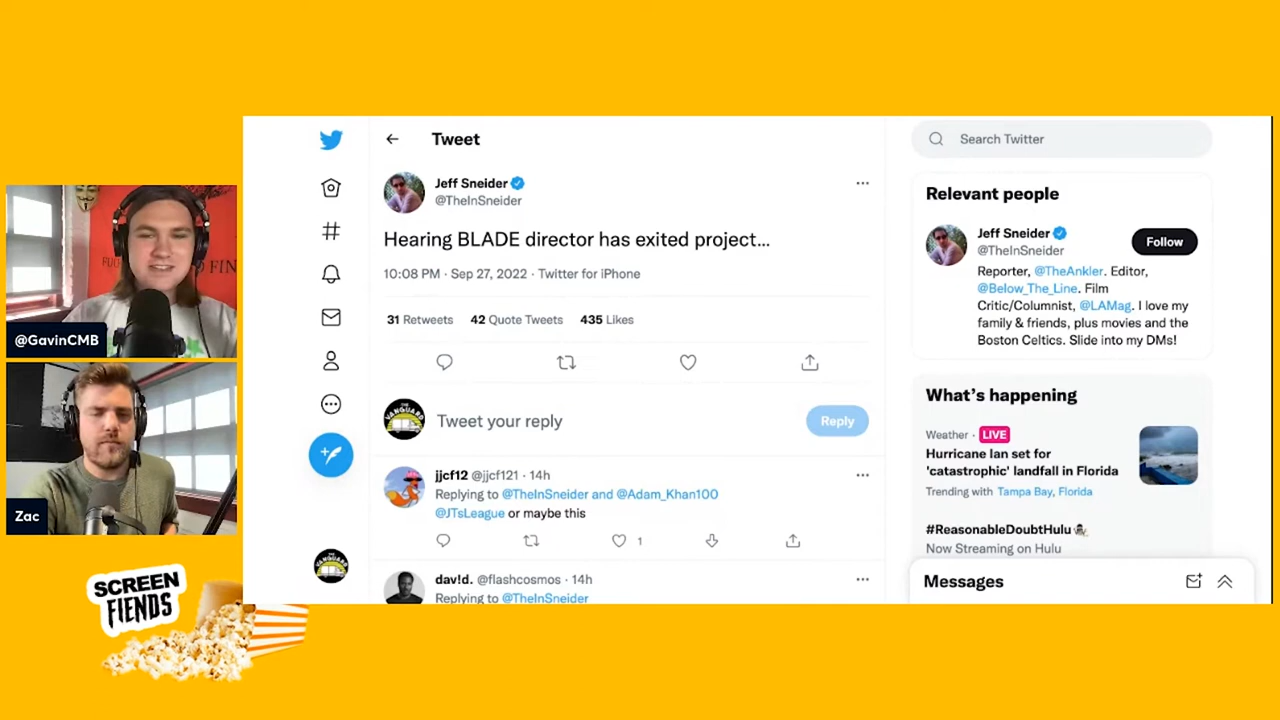 FU
FIN
@GavinCMB
Zac
SCREEN
FIENDS
Tweet
Jeff Sneider
@TheInSneider
Hearing BLADE director has exited project...
10:08 PM · Sep 27, 2022 · Twitter for iPhone
31 Retweets 42 Quote Tweets 435 Likes
THE
VANGUARD
Tweet your reply
Reply
jjcf12 @jjcf121 · 14h
Replying to @TheInSneider and @Adam_Khan100
@JTsLeague or maybe this
1
dav!d. @flashcosmos · 14h
Replying to @TheInSneider
VANGUARD
Search Twitter
Relevant people
Jeff Sneider
@TheInSneider
Follow
Reporter, @TheAnkler. Editor,
@Below_The_Line. Film
Critic/Columnist, @LAMag. I love my
family & friends, plus movies and the
Boston Celtics. Slide into my DMs!
What's happening
Weather · LIVE
Hurricane Ian set for
'catastrophic' landfall in Florida
Trending with Tampa Bay, Florida
#ReasonableDoubtHulu
Now Streaming on Hulu
Messages